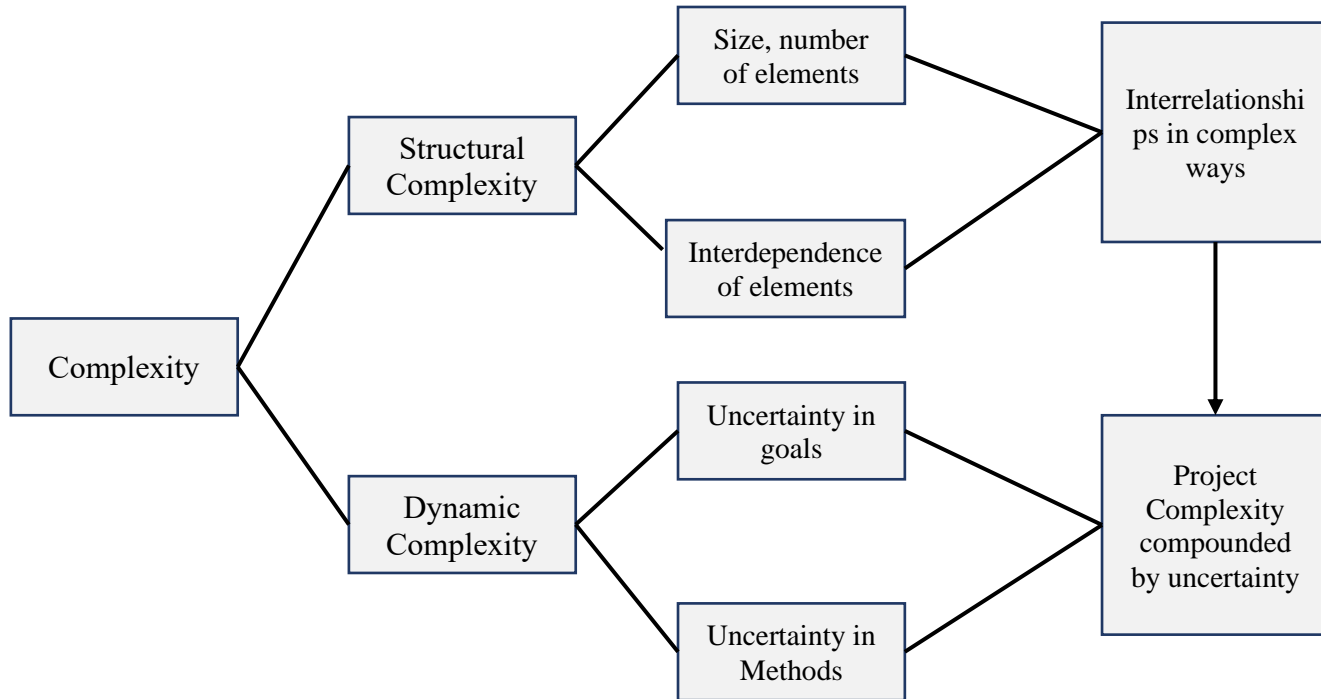 Size, number
of elements
Interrelationshi
ps in complex
ways
Structural
Complexity
Interdependence
of elements
Complexity
Uncertainty in
goals
Dynamic
Complexity
Project
Complexity
compounded
by uncertainty
Uncertainty in
Methods